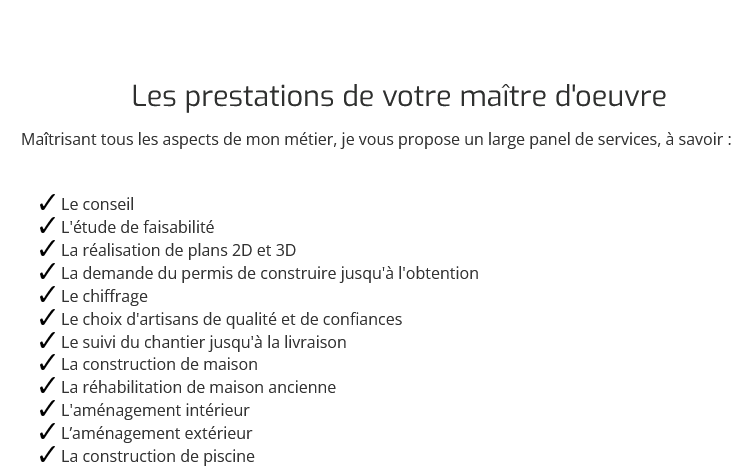 Les prestations de votre maître d'oeuvre
Maîtrisant tous les aspects de mon métier, je vous propose un large panel de services, à savoir :
✓ Le conseil
✓ L'étude de faisabilité
✓ La réalisation de plans 2D et 3D
✓ La demande du permis de construire jusqu'à l'obtention
✓ Le chiffrage
✓ Le choix d'artisans de qualité et de confiances
✓ Le suivi du chantier jusqu'à la livraison
✓ La construction de maison
✓ La réhabilitation de maison ancienne
✓ L'aménagement intérieur
✓ L’aménagement extérieur
✓ La construction de piscine